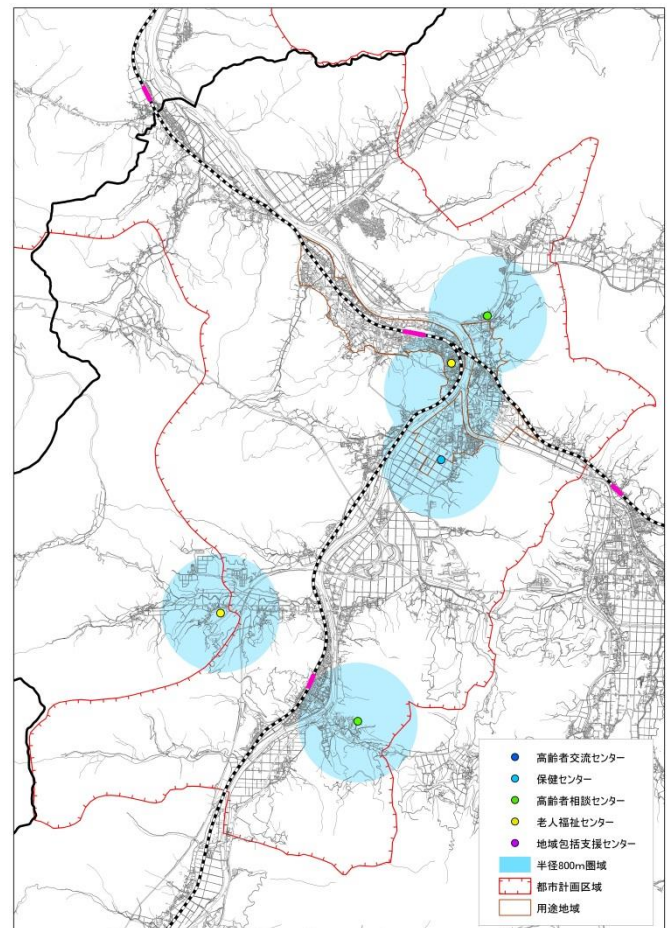 高齢者交流センター
保健センター
高齢者相談センター
老人福祉センター
地域包括支援センター
半径800m圏域
都市計画区域
用途地域